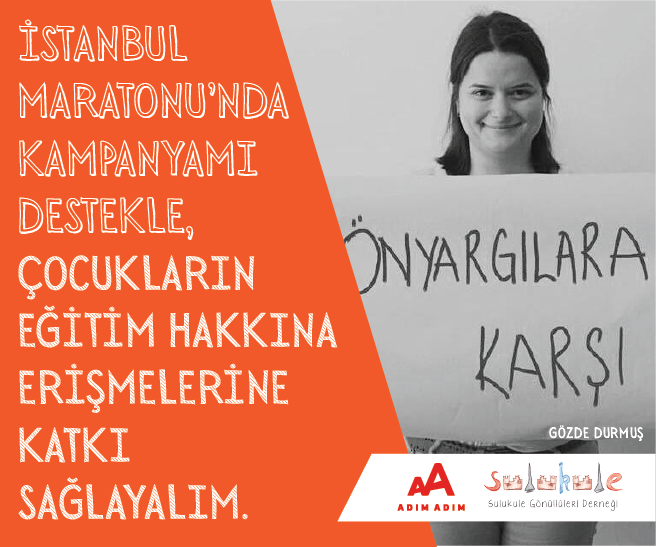 İSTANBUL
MARATONU'NDA
KAMPANYAMI
DESTEKLE,
ÇOCUKLARIN
EĞİTİM HAKKINA
ERİŞMELERİNE
KATKI
SAĞLAYALIM.
ÖNYARGILARA
KARŞI
GÖZDE DURMUŞ
AA
ADIM ADIM
Sulukule
Sulukule Gönüllüleri Derneği